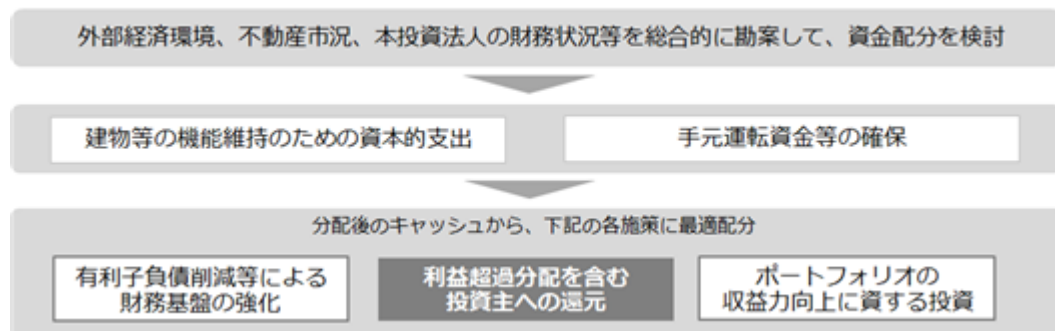 外部経済環境、不動産市況、本投資法人の財務状況等を総合的に勘案して、資金配分を検討
建物等の機能維持のための資本的支出
手元運転資金等の確保
分配後のキャッシュから、下記の各施策に最適配分
有利子負債削減等による
財務基盤の強化
利益超過分配を含む
投資主への還元
ポートフォリオの
収益力向上に資する投資